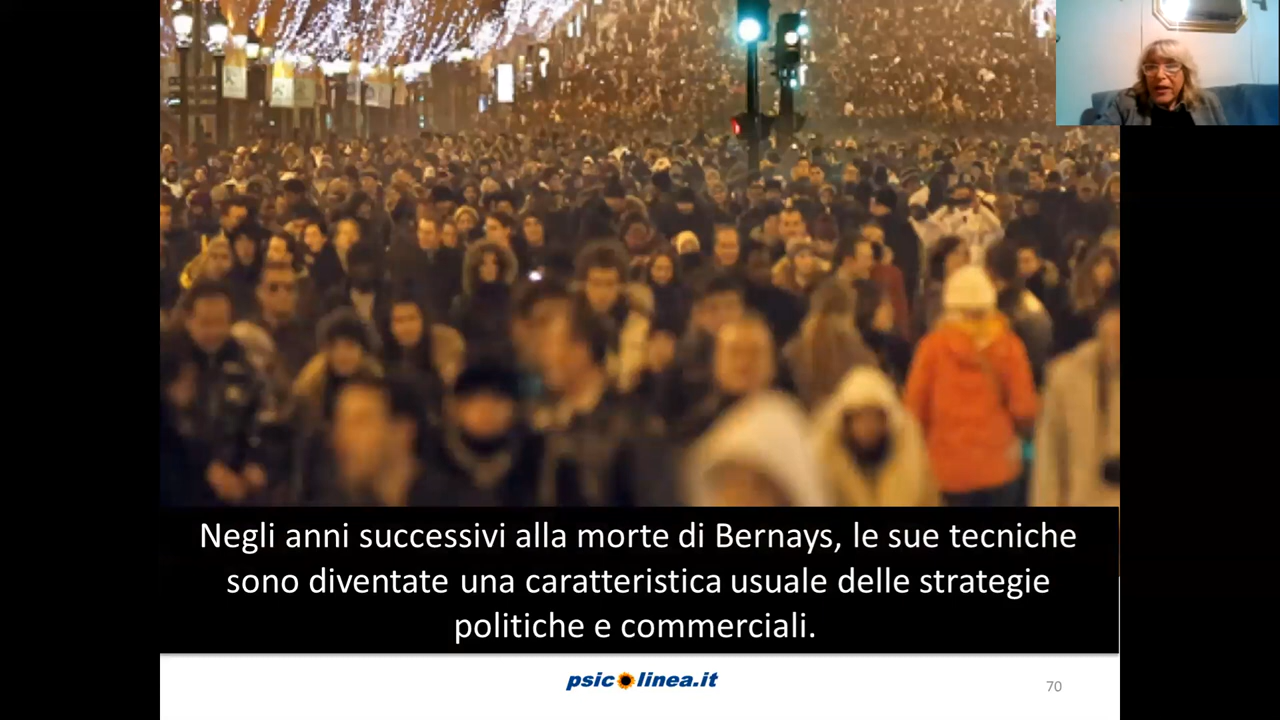 Negli anni successivi alla morte di Bernays, le sue tecniche
sono diventate una caratteristica usuale delle strategie
politiche e commerciali.
psicolinea.it
70